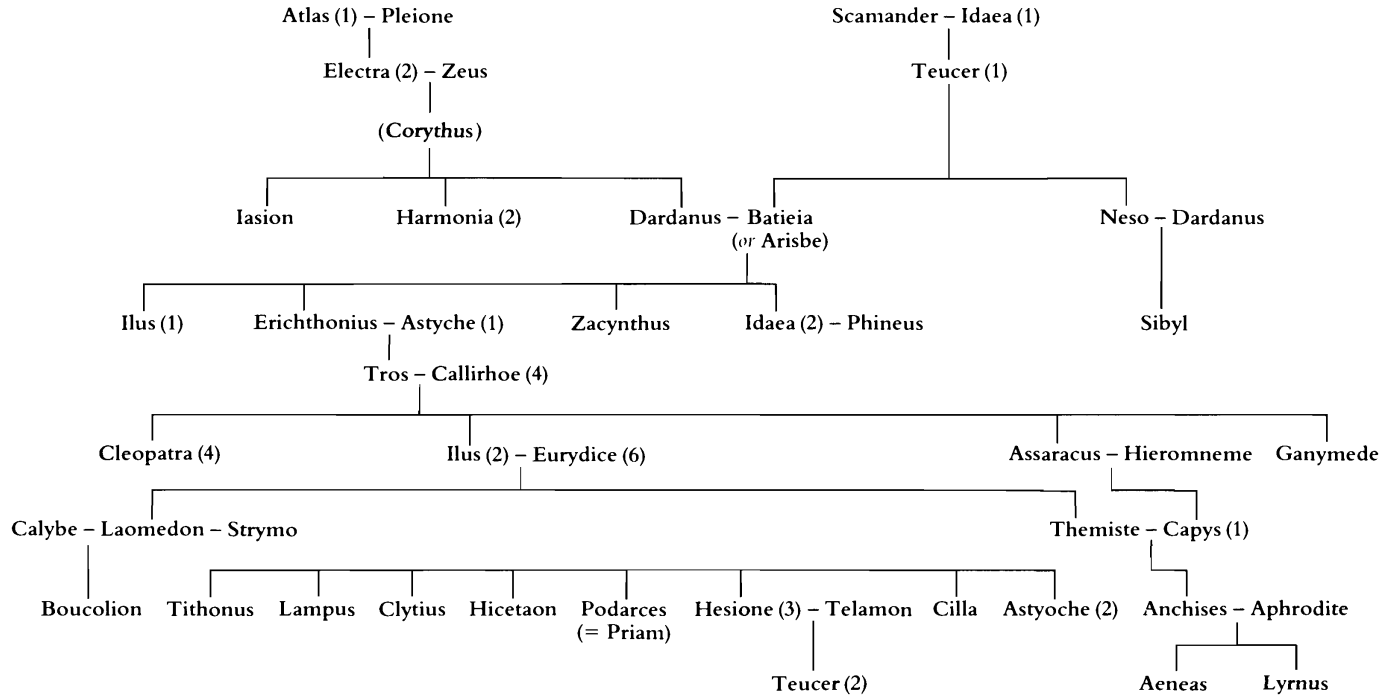 Atlas (1) – Pleione Scamander – Idaea (1)
Electra (2) – Zeus Teucer (1)
(Corythus)
Iasion Harmonia (2) Dardanus – Batieia Neso – Dardanus
(or Arisbe)
Ilus (1) Erichthonius – Astyche (1) Zacynthus Idaea (2) – Phineus Sibyl
Tros – Callirhoe (4)
Cleopatra (4) Ilus (2) – Eurydice (6) Assaracus – Hieromneme Ganymede
Calybe – Laomedon – Strymo Themiste – Capys (1)
Boucolion Tithonus Lampus Clytius Hicetaon Podarces Hesione (3) – Telamon Cilla Astyoche (2) Anchises – Aphrodite
(= Priam)
Teucer (2) Aeneas Lyrnus